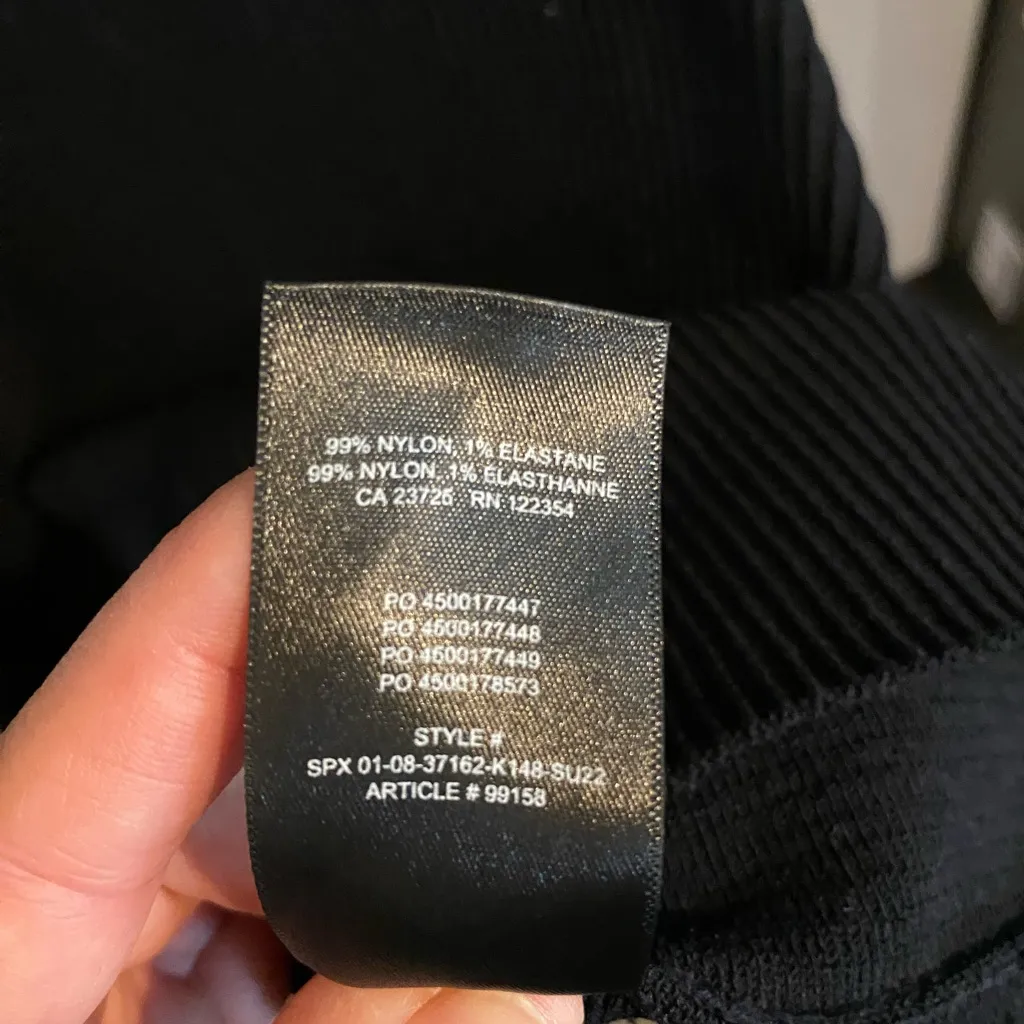 99% NYLON, 1% ELASTANE
99% NYLON, 1% ELASTHANNE
CA 23726 RN 122354
PO 4500177447
PO 4500177448
PO 4500177449
PO 4500178573
STYLE #
SPX 01-08-37162-K148-SU22
ARTICLE # 99158